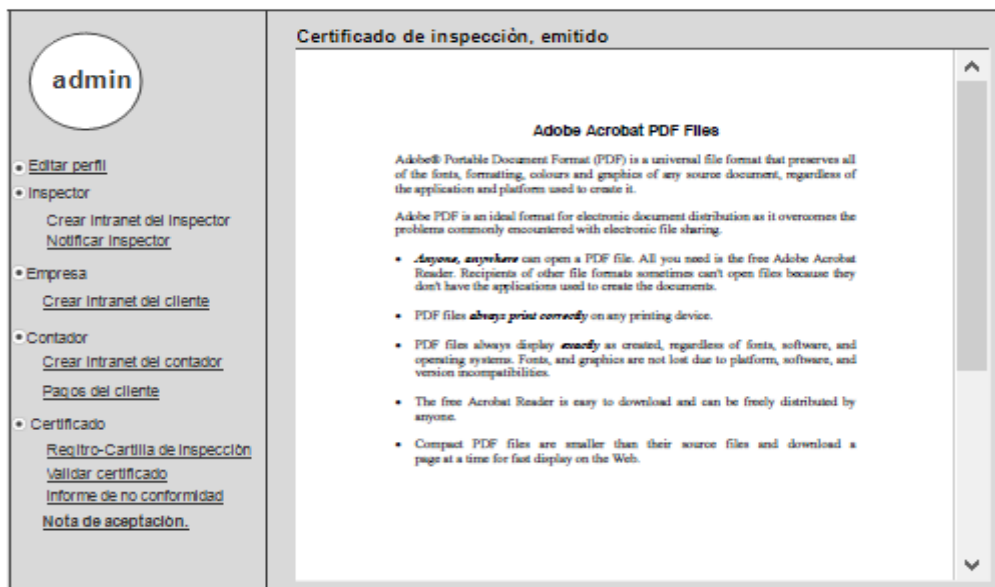 admin
Editar perfil
Inspector
Crear Intranet del Inspector
Notificar Inspector
Empresa
Crear Intranet del cliente
Contador
Crear Intranet del contador
Pagos del cliente
Certificado
Regitro-Cartilla de Inspección
Validar certificado
Informe de no conformidad
Nota de aceptación.
Certificado de inspección, emitido
Adobe Acrobat PDF Files
Adobe® Portable Document Format (PDF) is a universal file format that preserves all
of the fonts, formatting, colours and graphics of any source document, regardless of
the application and platform used to create it.
Adobe PDF is an ideal format for electronic document distribution as it overcomes the
problems commonly encountered with electronic file sharing.
• Anyone, anywhere can open a PDF file. All you need is the free Adobe Acrobat
Reader. Recipients of other file formats sometimes can't open files because they
don't have the applications used to create the documents.
• PDF files always print correctly on any printing device.
• PDF files always display exactly as created, regardless of fonts, software, and
operating systems. Fonts, and graphics are not lost due to platform, software, and
version incompatibilities.
• The free Acrobat Reader is easy to download and can be freely distributed by
anyone.
• Compact PDF files are smaller than their source files and download a
page at a time for fast display on the Web.